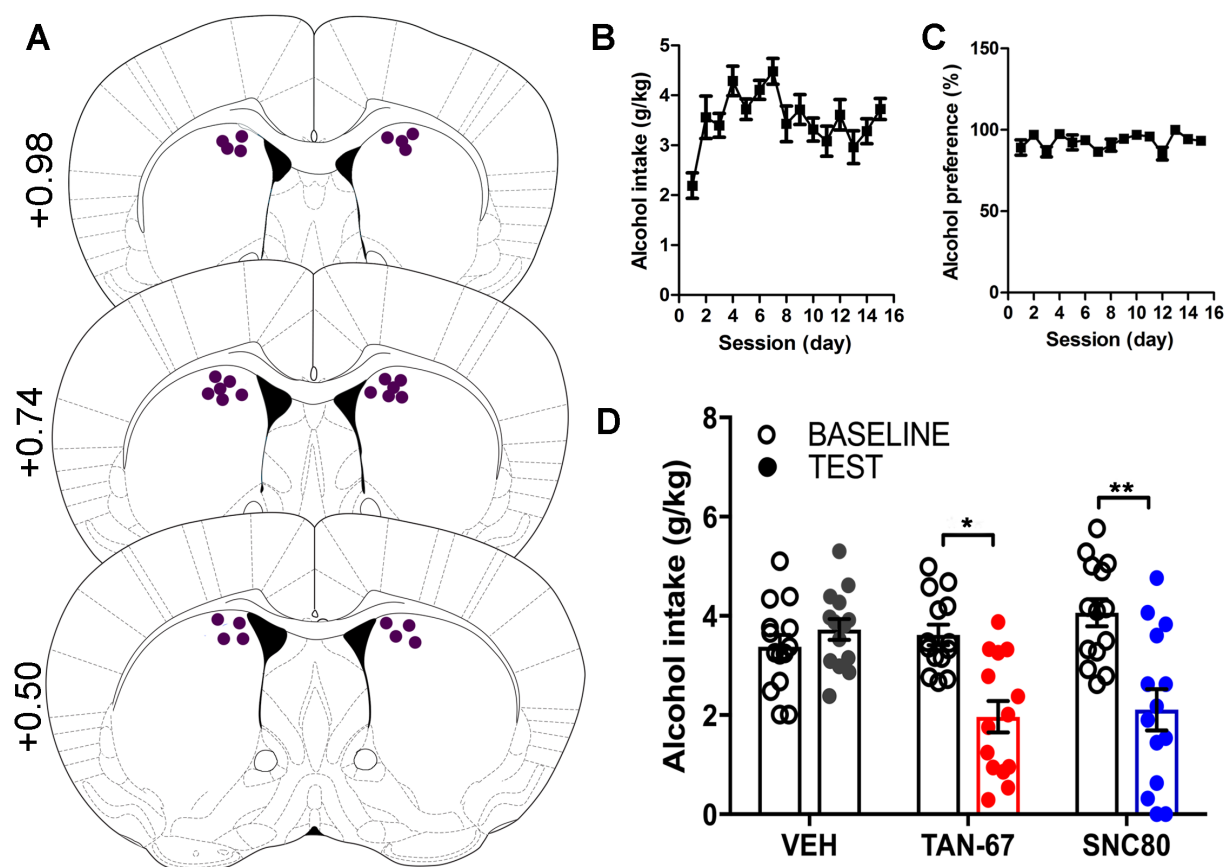 A
+0.98
+0.74
+0.50
B
Alcohol intake (g/kg)
5
4
3
2
1
0
0 2 4 6 8 10 12 14 16
Session (day)
C
Alcohol preference (%)
150
100
50
0
0 2 4 6 8 10 12 14 16
Session (day)
D
Alcohol intake (g/kg)
8
6
4
2
0
BASELINE
TEST
*
**
VEH TAN-67 SNC80